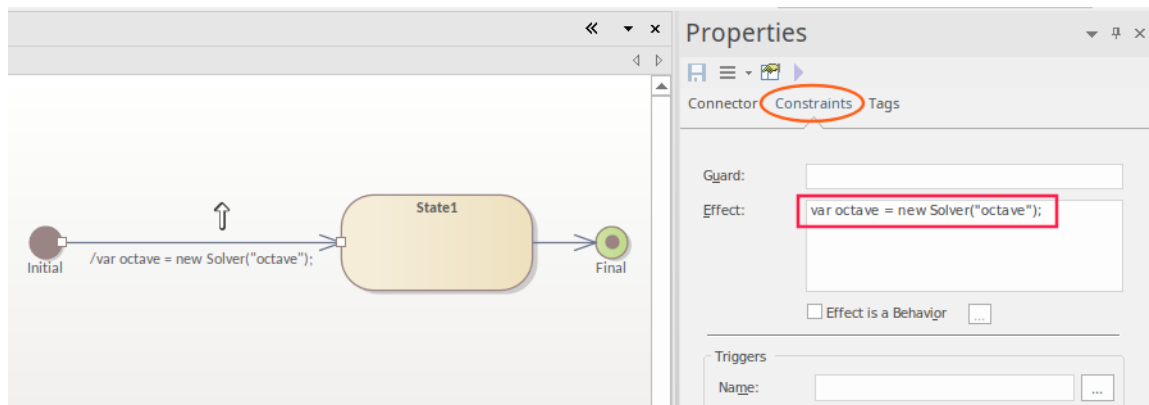 Properties
Connector Constraints Tags
Guard:
Effect: var octave = new Solver("octave");
Effect is a Behavior ...
Triggers
Name: ...
State1
Initial /var octave = new Solver("octave"); Final